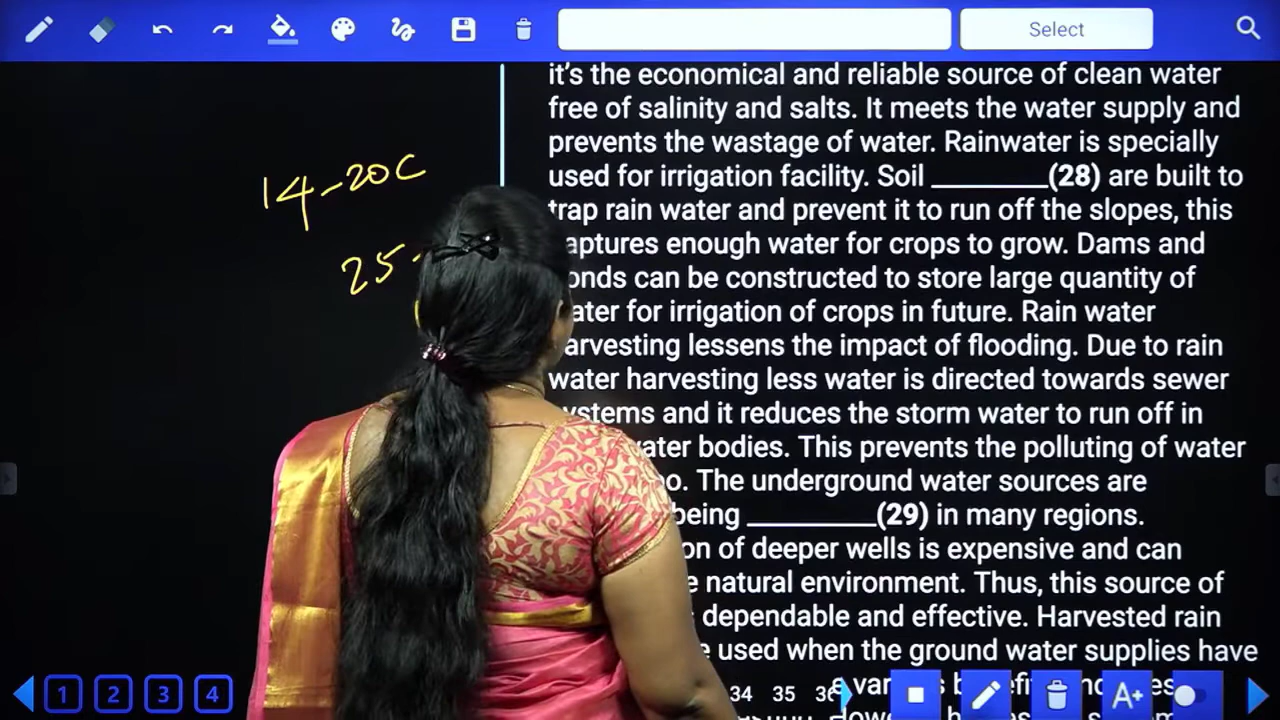 Select
it's the economical and reliable source of clean water
free of salinity and salts. It meets the water supply and
prevents the wastage of water. Rainwater is specially
used for irrigation facility. Soil ________(28) are built to
trap rain water and prevent it to run off the slopes, this
aptures enough water for crops to grow. Dams and
onds can be constructed to store large quantity of
ater for irrigation of crops in future. Rain water
arvesting lessens the impact of flooding. Due to rain
water harvesting less water is directed towards sewer
ystems and it reduces the storm water to run off in
ater bodies. This prevents the polluting of water
oo. The underground water sources are
being _________(29) in many regions.
on of deeper wells is expensive and can
e natural environment. Thus, this source of
dependable and effective. Harvested rain
e used when the ground water supplies have
14-20C
25-
1 2 3 4
34 35 36
A+